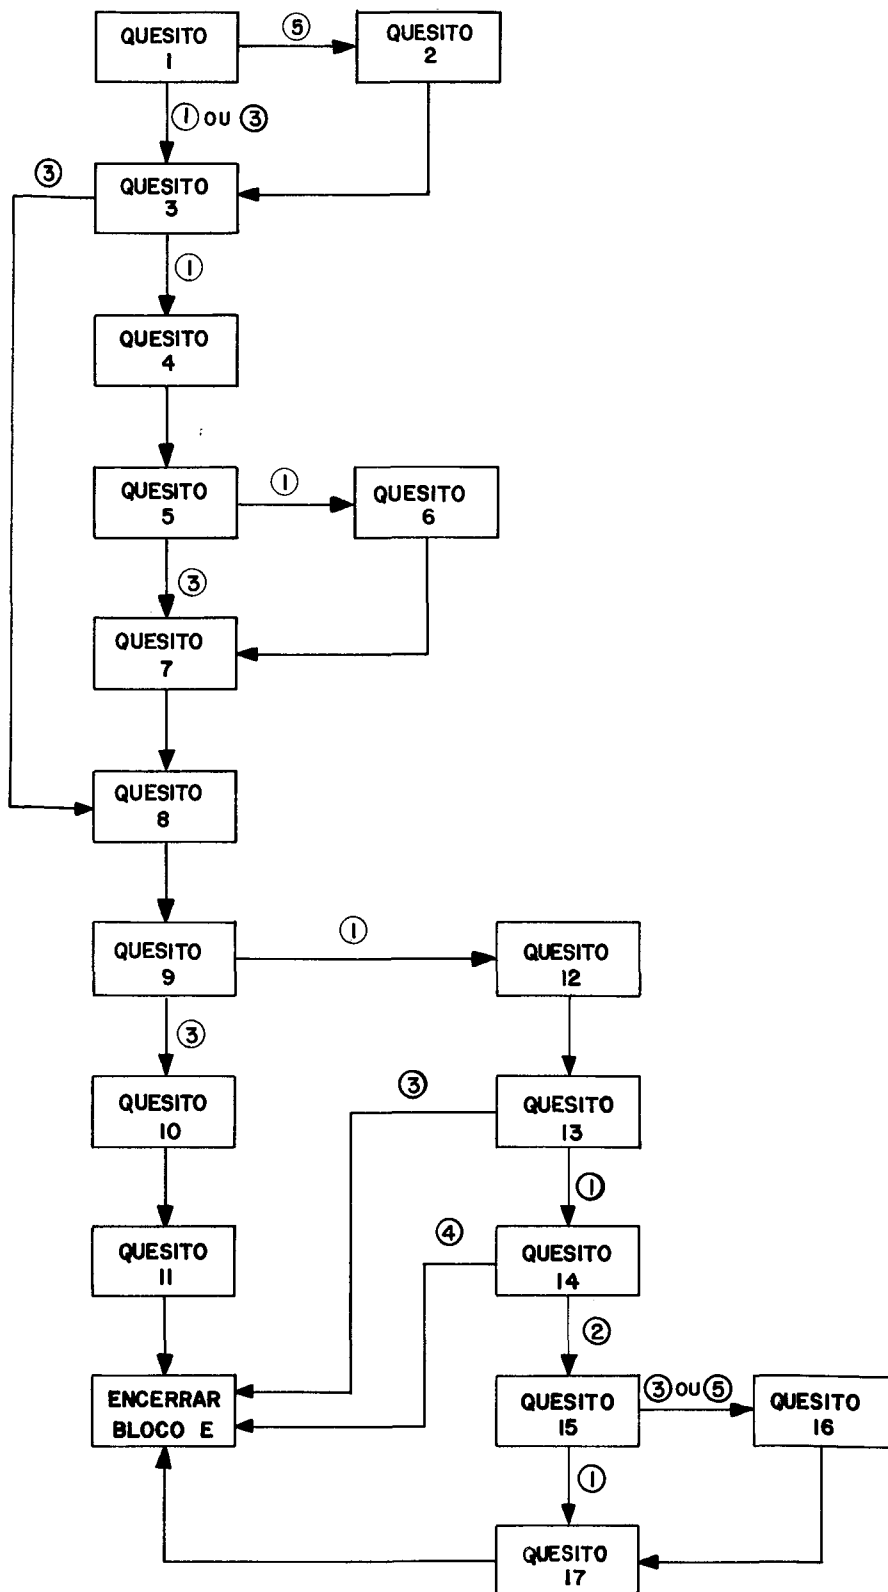 QUESITO
1
⑤
QUESITO
2
① OU ③
③
QUESITO
3
①
QUESITO
4
QUESITO
5
①
QUESITO
6
③
QUESITO
7
QUESITO
8
QUESITO
9
①
QUESITO
12
③
QUESITO
10
③
QUESITO
13
①
QUESITO
11
④
QUESITO
14
②
ENCERRAR
BLOCO E
QUESITO
15
③ OU ⑤
QUESITO
16
①
QUESITO
17